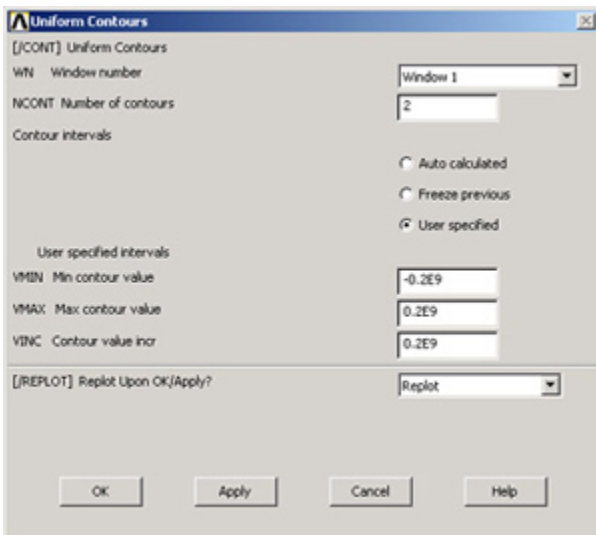 Uniform Contours
[/CONT] Uniform Contours
WN Window number Window 1
NCONT Number of contours 2
Contour intervals
Auto calculated
Freeze previous
User specified
User specified intervals
VMIN Min contour value -0.2E9
VMAX Max contour value 0.2E9
VINC Contour value incr 0.2E9
[/REPLOT] Replot Upon OK/Apply? Replot
OK Apply Cancel Help